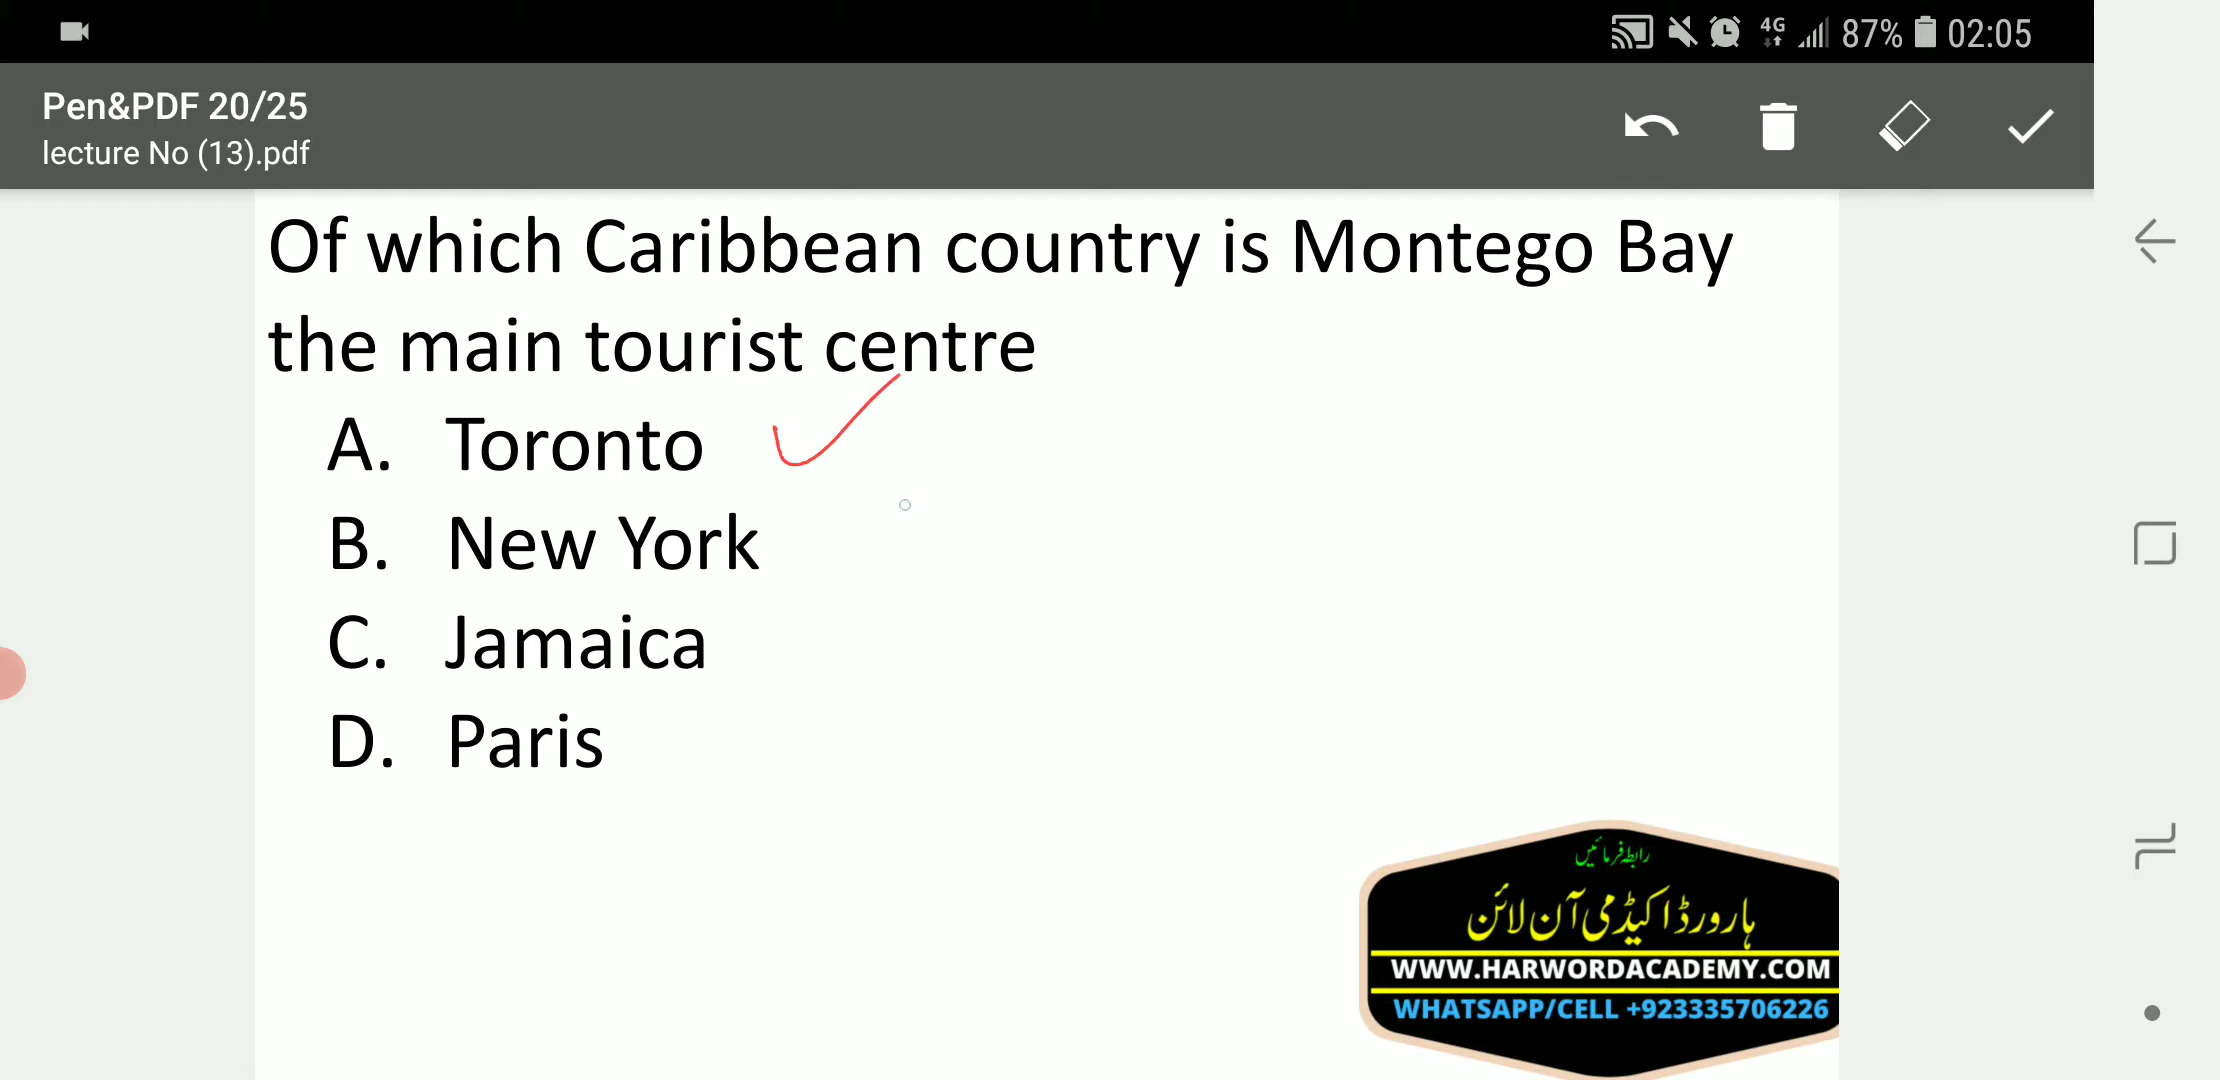 4G 87% 02:05
Pen&PDF 20/25
lecture No (13).pdf
Of which Caribbean country is Montego Bay
the main tourist centre
A. Toronto
B. New York
C. Jamaica
D. Paris
رابطہ فرمائیں
ہارورڈ اکیڈمی آن لائن
WWW.HARWORDACADEMY.COM
WHATSAPP/CELL +923335706226